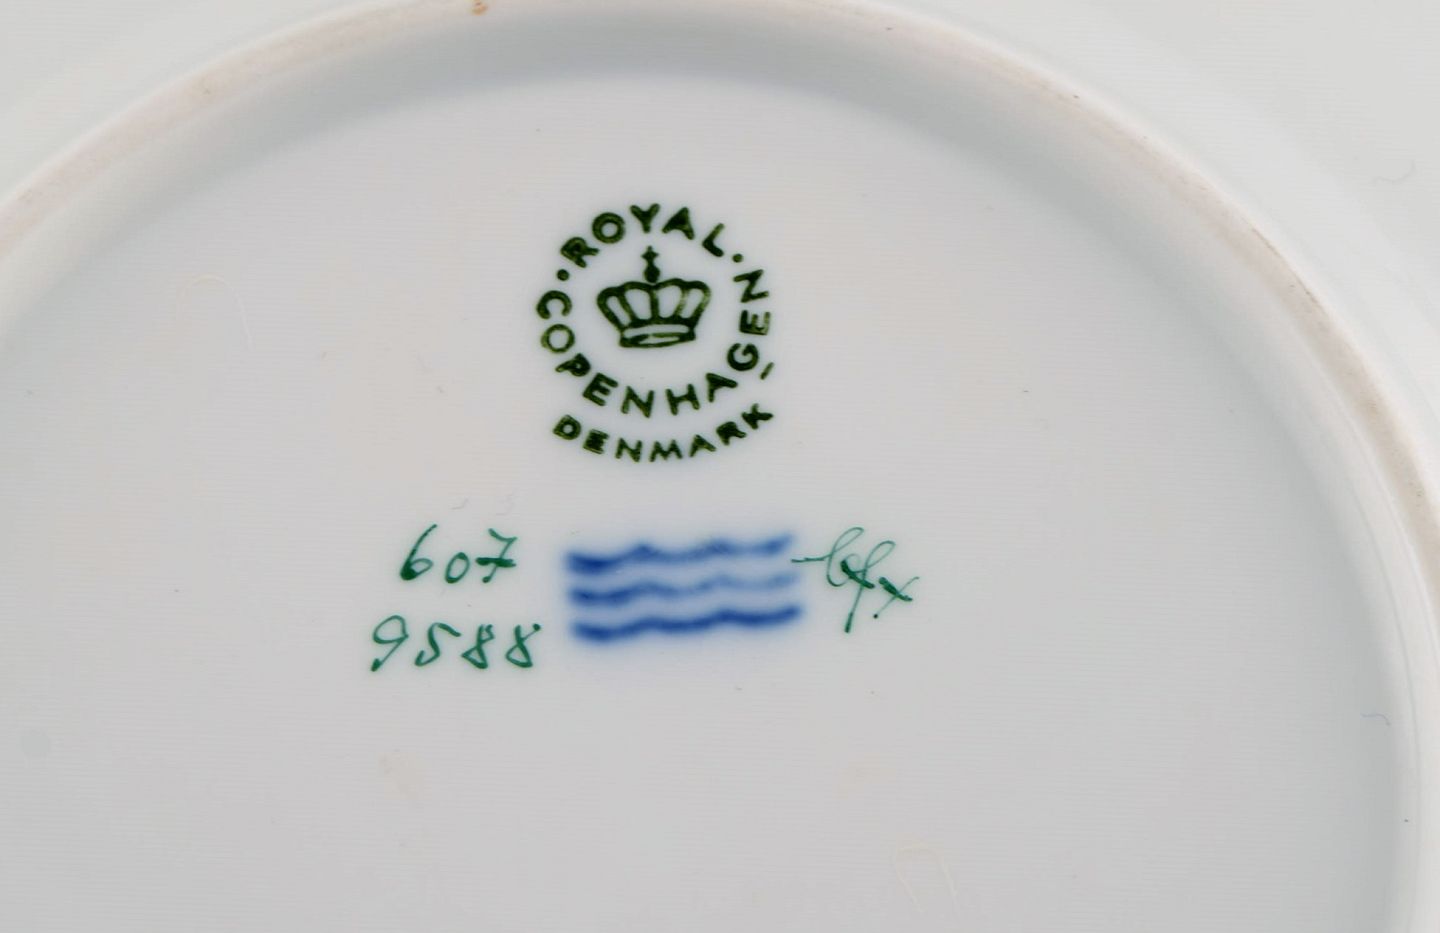 ROYAL · COPENHAGEN ·
DENMARK
607
9588